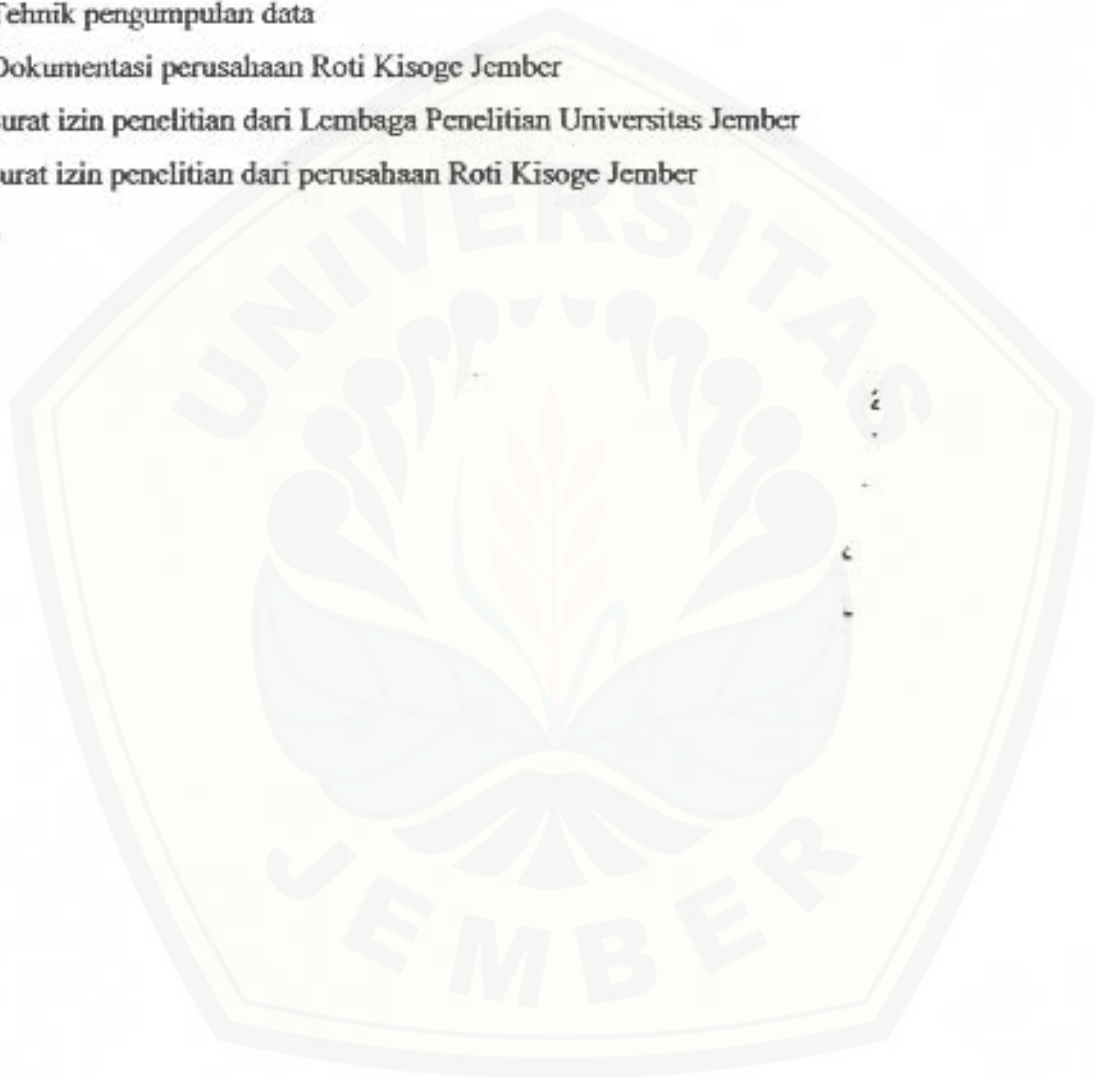 Tehnik pengumpulan data
Dokumentasi perusahaan Roti Kisoge Jember
urat izin penelitian dari Lembaga Penelitian Universitas Jember
urat izin penelitian dari perusahaan Roti Kisoge Jember
UNIVERSITAS
JEMBER